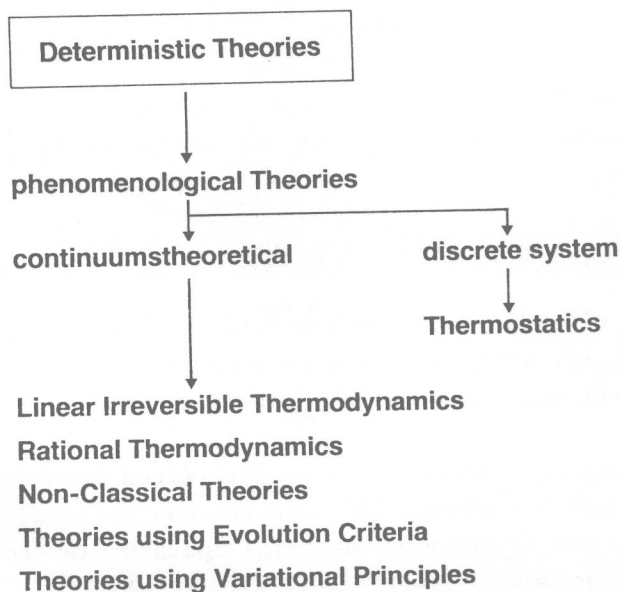 Deterministic Theories
phenomenological Theories
continuumstheoretical
discrete system
Thermostatics
Linear Irreversible Thermodynamics
Rational Thermodynamics
Non-Classical Theories
Theories using Evolution Criteria
Theories using Variational Principles